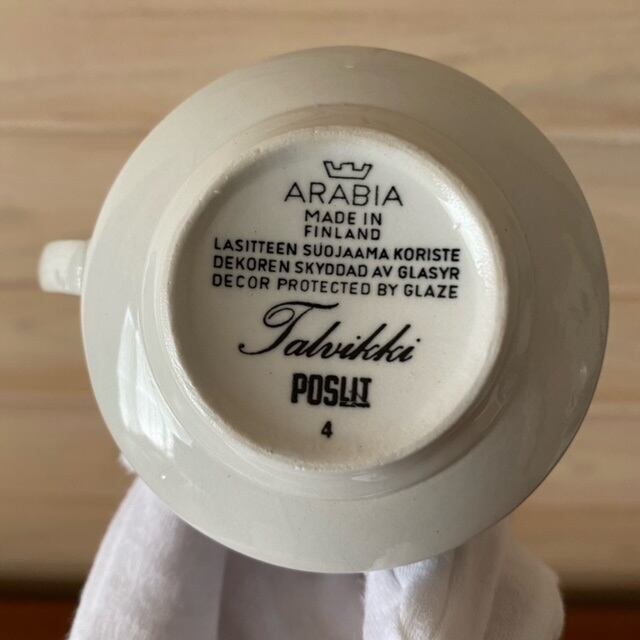 ARABIA
MADE IN
FINLAND
LASITTEEN SUOJAAMA KORISTE
DEKOREN SKYDDAD AV GLASYR
DECOR PROTECTED BY GLAZE
Talvikki
POSLIT
4